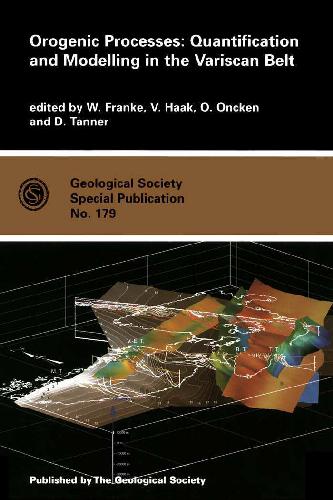 Orogenic Processes: Quantification
and Modelling in the Variscan Belt
edited by W. Franke, V. Haak, O. Oncken
and D. Tanner
Geological Society
Special Publication
No. 179
M.T.
Published by The Geological Society